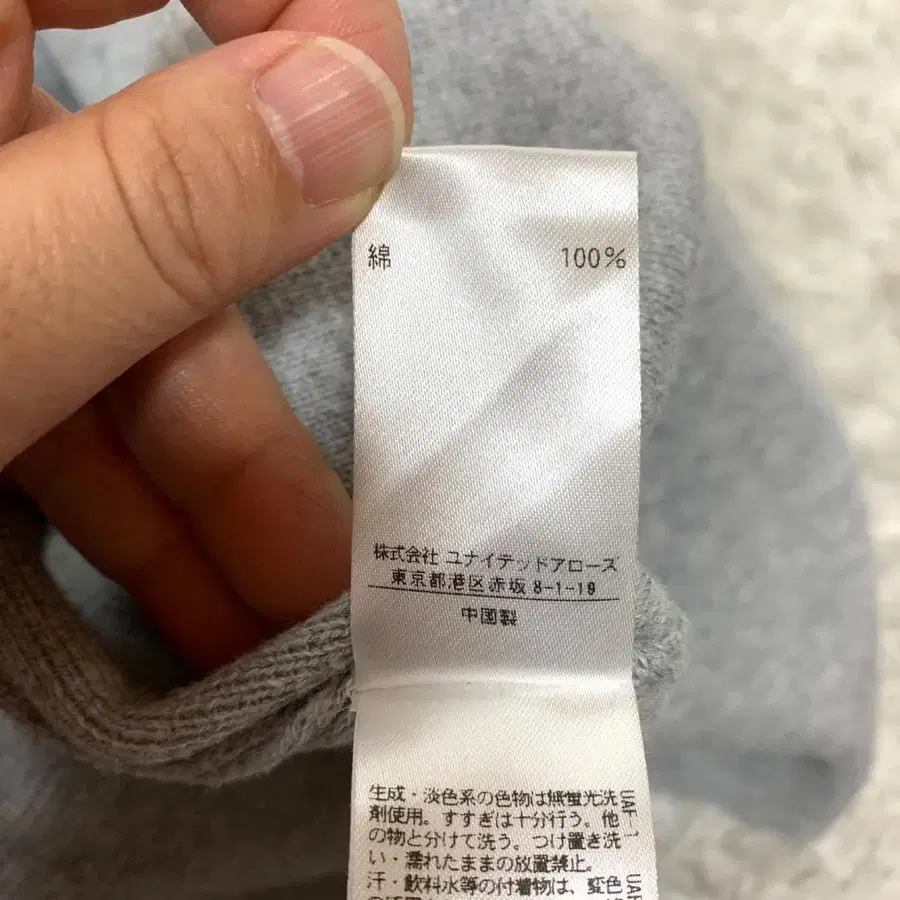 綿 100%
株式会社 ユナイテッドアローズ
東京都港区赤坂 8-1-19
中国製
生成・淡色系の色物は無蛍光洗
剤使用。すすぎは十分行う。他
の物と分けて洗う。つけ置き洗
い・濡れたままの放置禁止。
汗・飲料水等の付着物は、変色
UAF 1